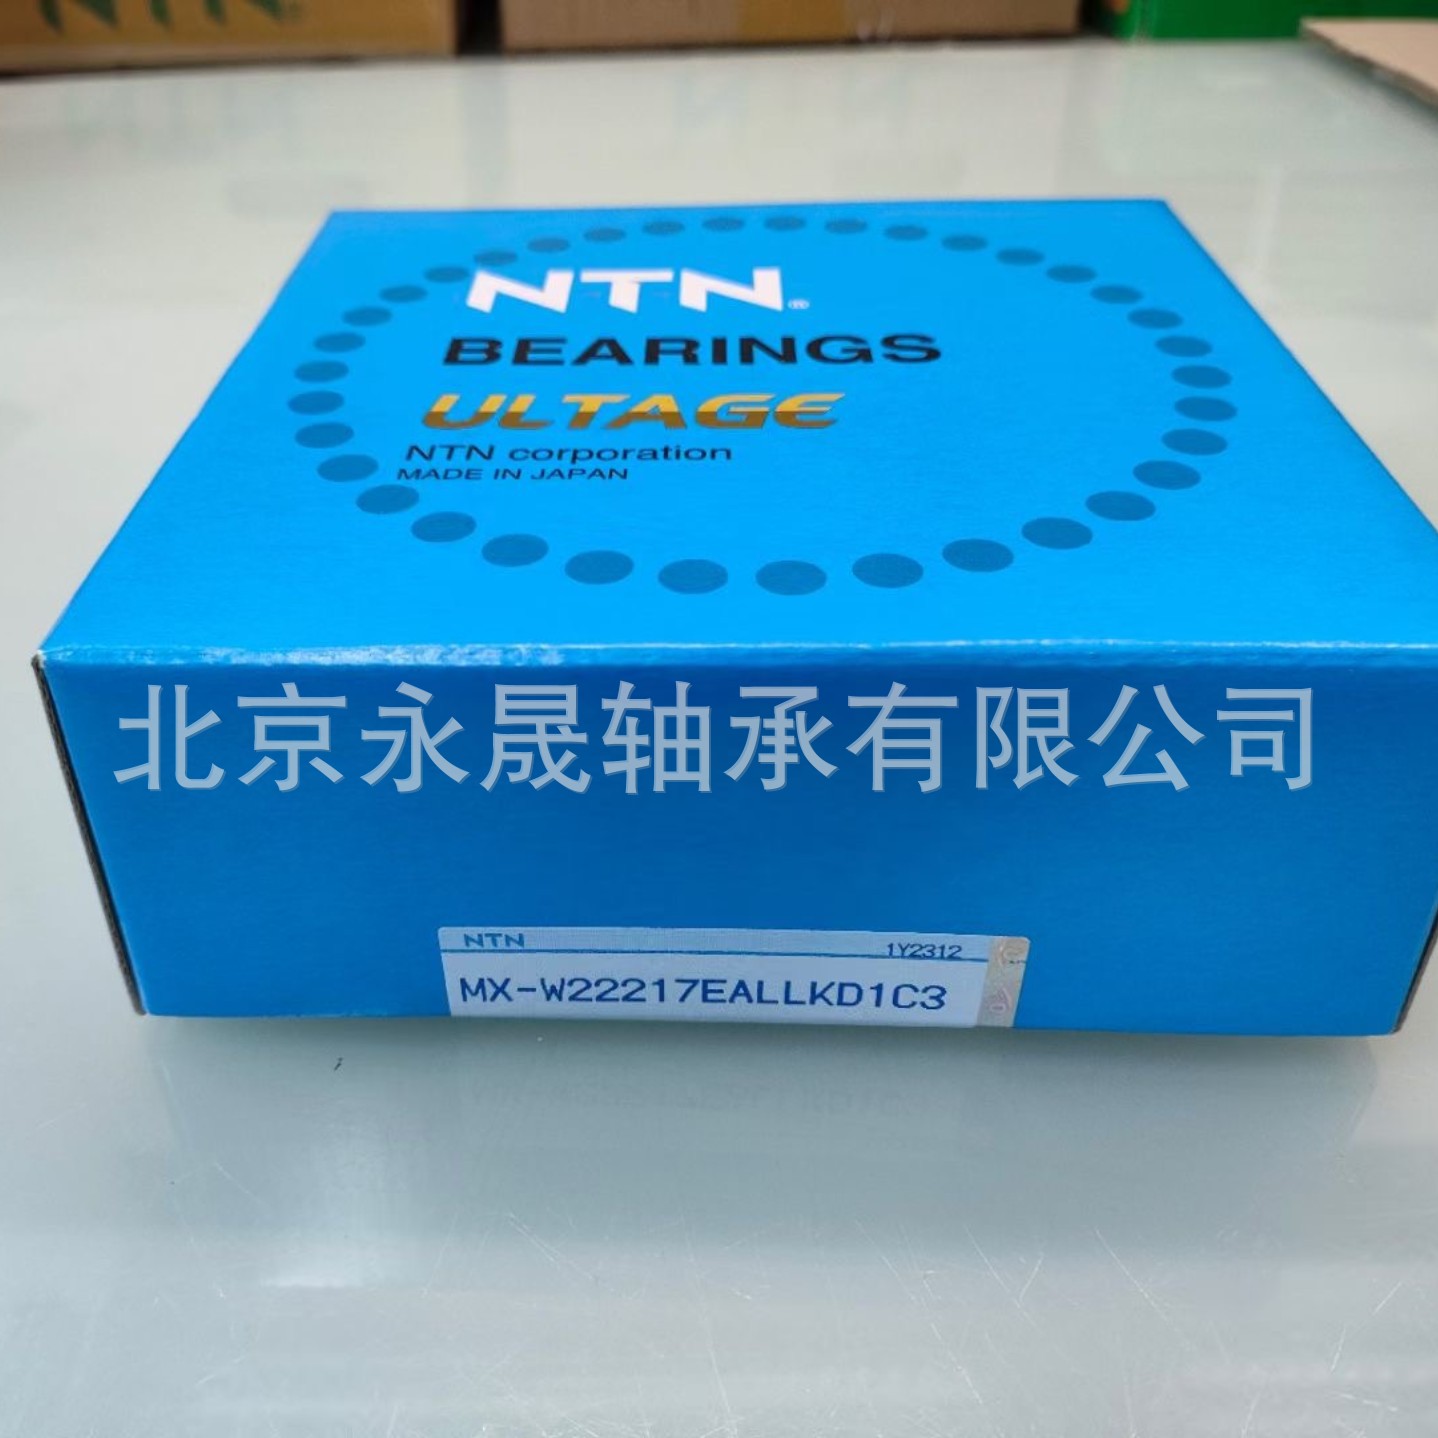 NTN
NTN®
BEARINGS
ULTAGE
NTN corporation
MADE IN JAPAN
北京永晟轴承有限公司
NTN 1Y2312
MX-W22217EALLKD1C3